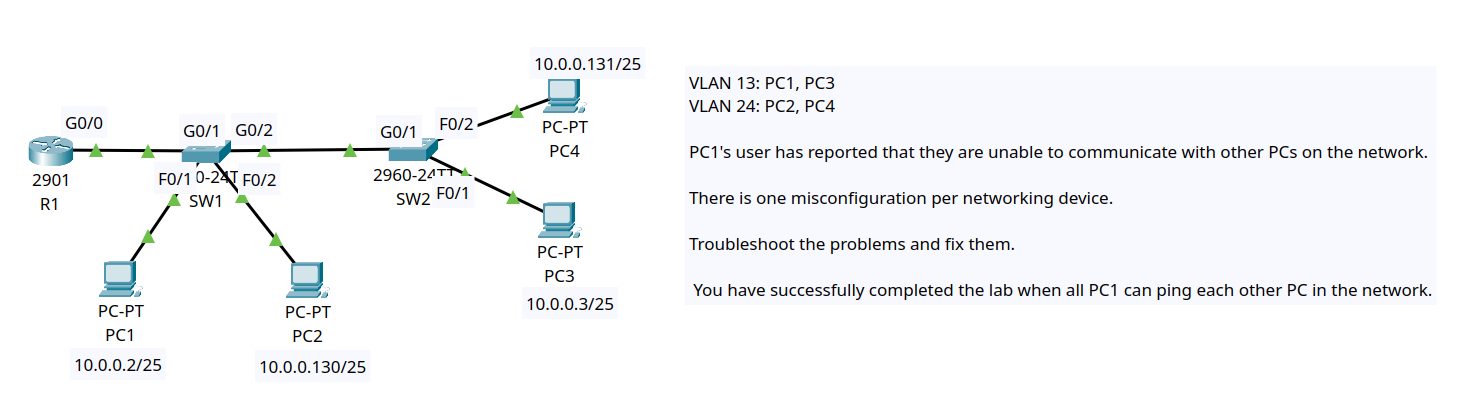 10.0.0.131/25
G0/0
G0/1
G0/2
G0/1
F0/2
PC-PT
PC4
2901
R1
F0/1
0-24T
F0/2
SW1
2960-24TT
SW2
F0/1
PC-PT
PC3
10.0.0.3/25
PC-PT
PC1
10.0.0.2/25
PC-PT
PC2
10.0.0.130/25
VLAN 13: PC1, PC3
VLAN 24: PC2, PC4
PC1's user has reported that they are unable to communicate with other PCs on the network.
There is one misconfiguration per networking device.
Troubleshoot the problems and fix them.
You have successfully completed the lab when all PC1 can ping each other PC in the network.